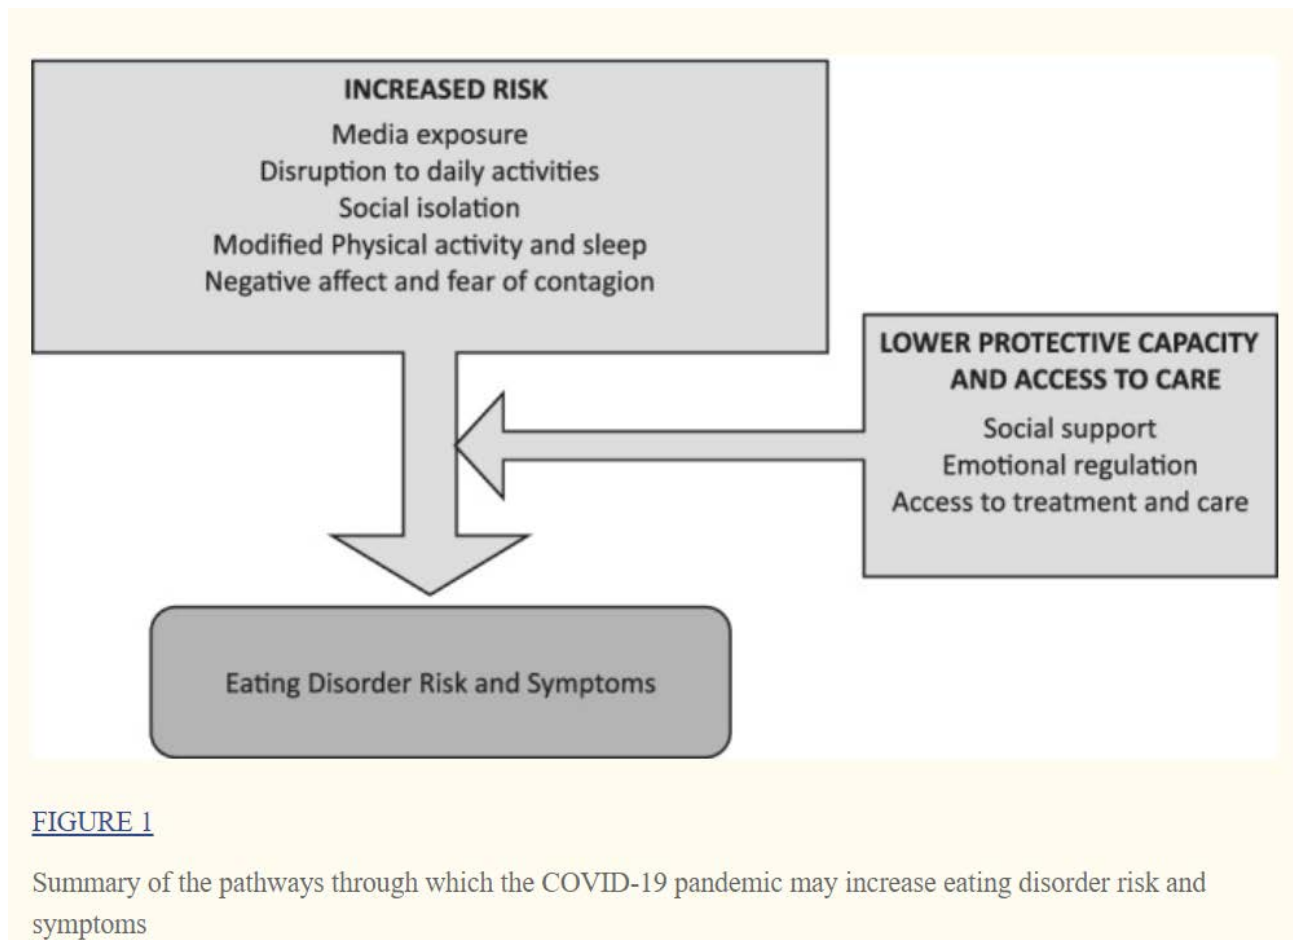 INCREASED RISK
Media exposure
Disruption to daily activities
Social isolation
Modified Physical activity and sleep
Negative affect and fear of contagion
LOWER PROTECTIVE CAPACITY
AND ACCESS TO CARE
Social support
Emotional regulation
Access to treatment and care
Eating Disorder Risk and Symptoms
FIGURE 1
Summary of the pathways through which the COVID-19 pandemic may increase eating disorder risk and
symptoms